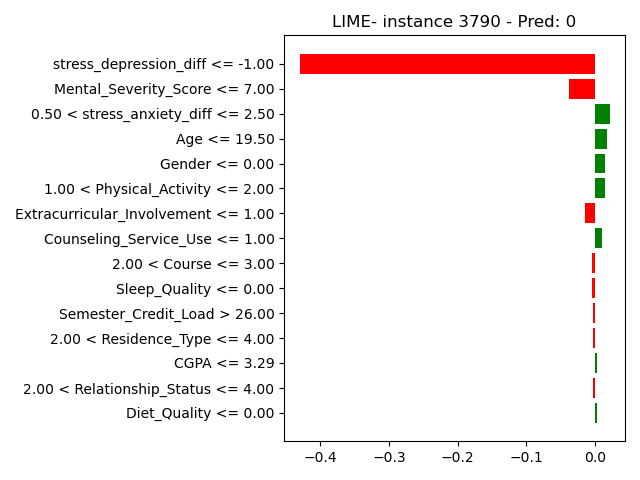 LIME- instance 3790 - Pred: 0
stress_depression_diff <= -1.00
Mental_Severity_Score <= 7.00
0.50 < stress_anxiety_diff <= 2.50
Age <= 19.50
Gender <= 0.00
1.00 < Physical_Activity <= 2.00
Extracurricular_Involvement <= 1.00
Counseling_Service_Use <= 1.00
2.00 < Course <= 3.00
Sleep_Quality <= 0.00
Semester_Credit_Load > 26.00
2.00 < Residence_Type <= 4.00
CGPA <= 3.29
2.00 < Relationship_Status <= 4.00
Diet_Quality <= 0.00
−0.4 −0.3 −0.2 −0.1 0.0